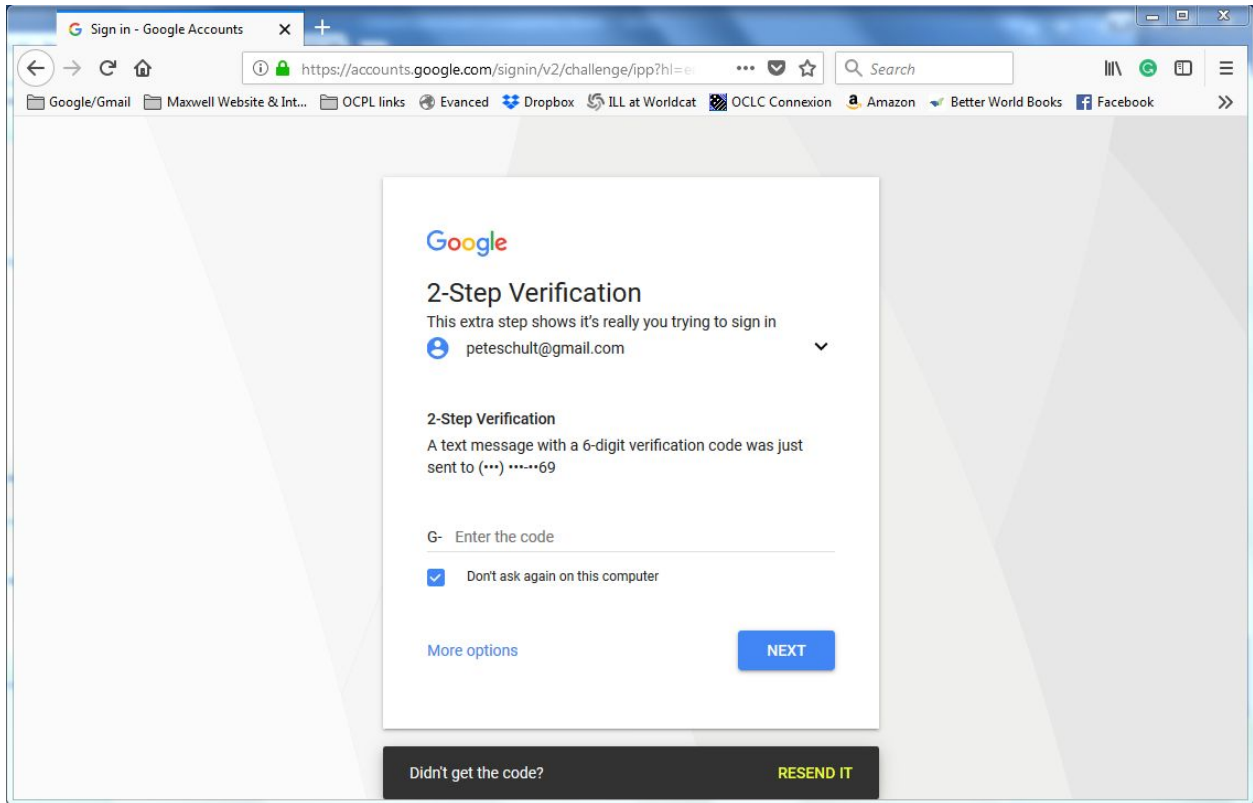 Sign in - Google Accounts
https://accounts.google.com/signin/v2/challenge/ipp?hl=e
Search
Google/Gmail Maxwell Website & Int... OCPL links Evanced Dropbox ILL at Worldcat OCLC Connexion Amazon Better World Books Facebook
Google
2-Step Verification
This extra step shows it's really you trying to sign in
peteschult@gmail.com
2-Step Verification
A text message with a 6-digit verification code was just
sent to (•••) •••-••69
G- Enter the code
Don't ask again on this computer
More options NEXT
Didn't get the code? RESEND IT